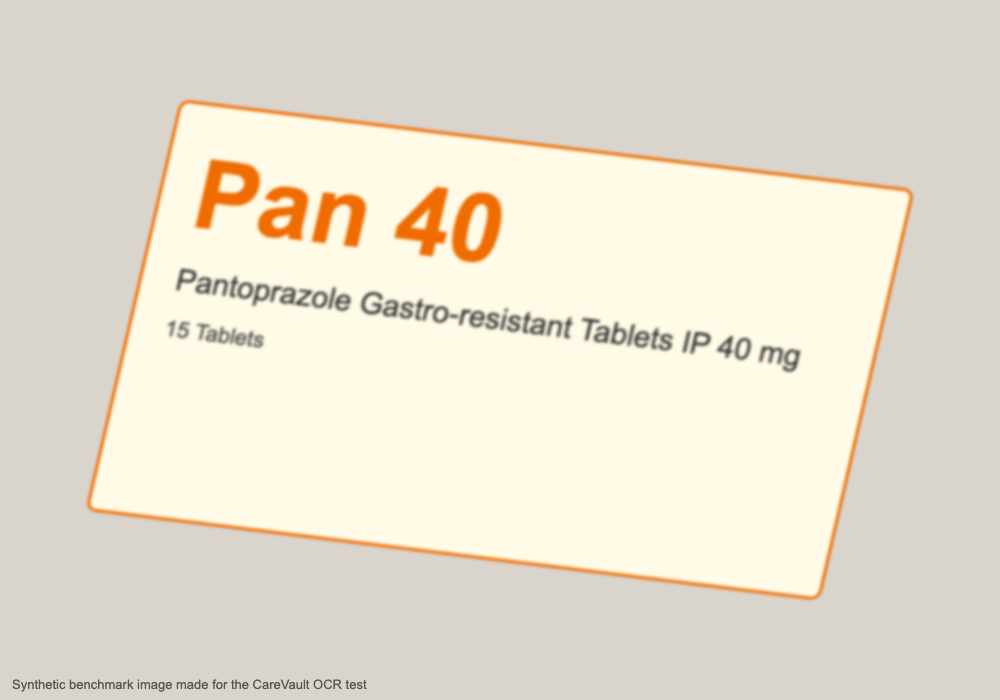 Pan 40
Pantoprazole Gastro-resistant Tablets IP 40 mg
15 Tablets
Synthetic benchmark image made for the CareVault OCR test